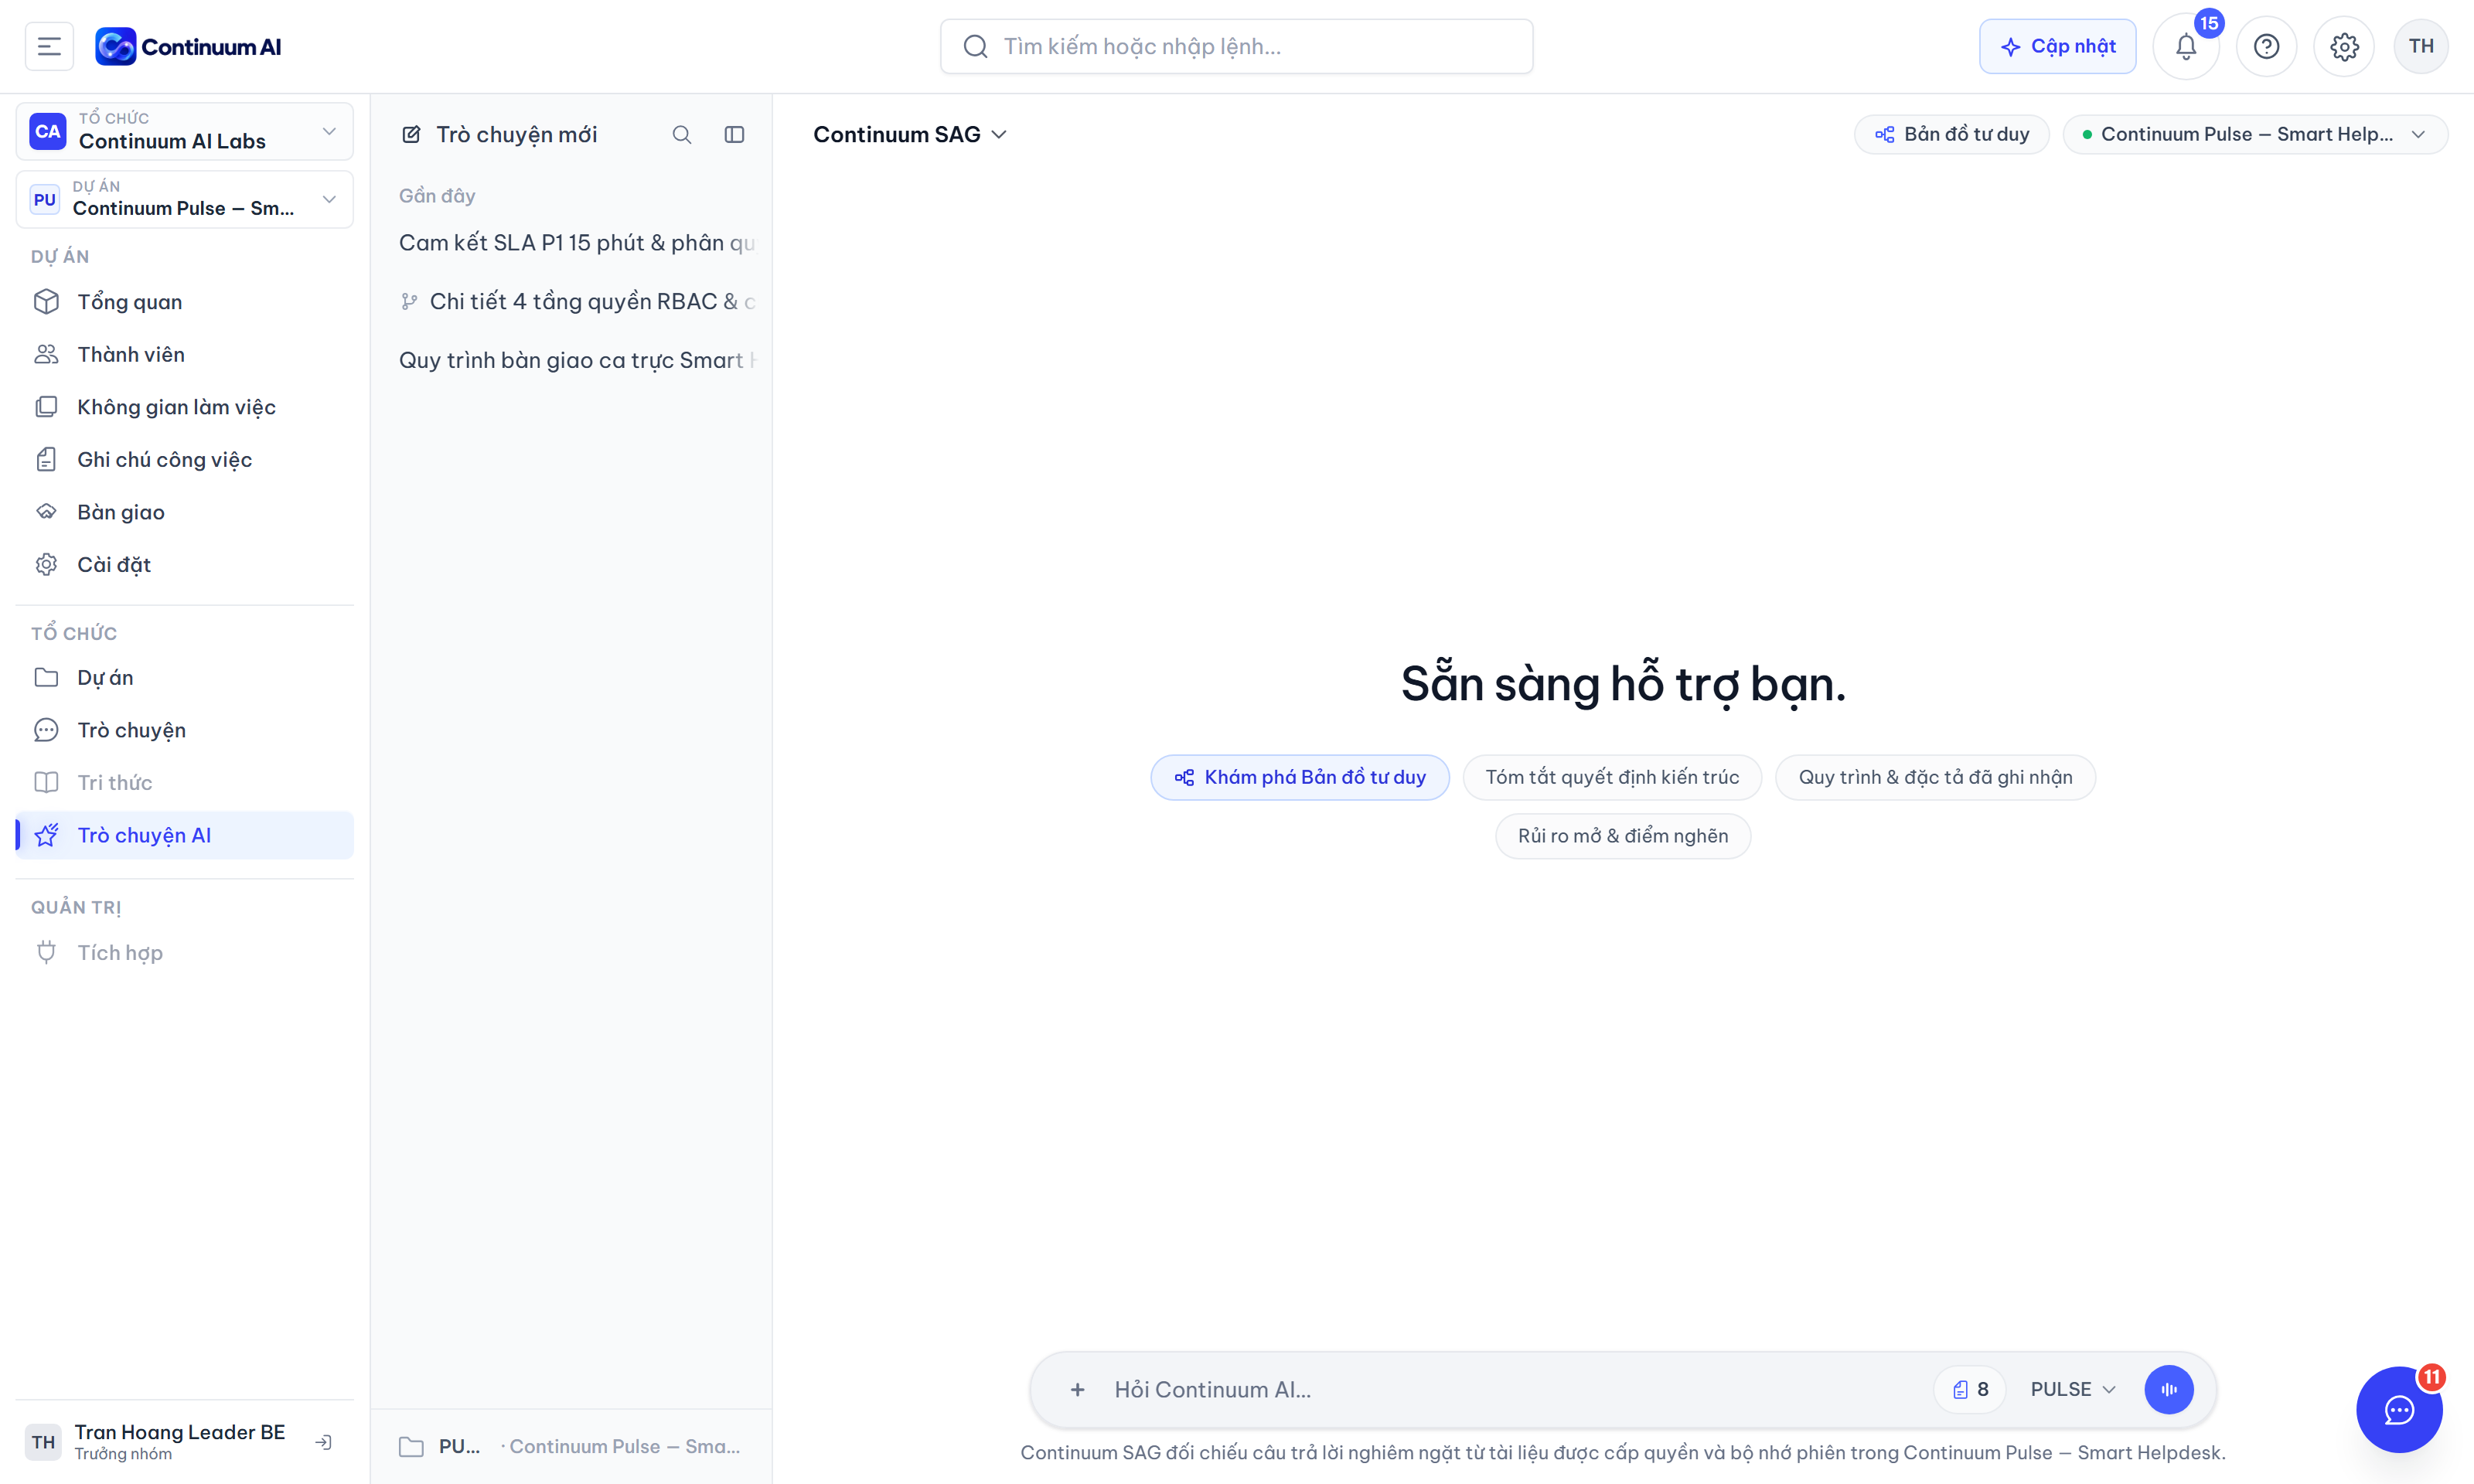 Continuum AI
Tìm kiếm hoặc nhập lệnh...
Cập nhật
15
TH
CA
TỔ CHỨC
Continuum AI Labs
PU
DỰ ÁN
Continuum Pulse — Sm...
DỰ ÁN
Tổng quan
Thành viên
Không gian làm việc
Ghi chú công việc
Bàn giao
Cài đặt
TỔ CHỨC
Dự án
Trò chuyện
Tri thức
Trò chuyện AI
QUẢN TRỊ
Tích hợp
TH
Tran Hoang Leader BE
Trưởng nhóm
Trò chuyện mới
Gần đây
Cam kết SLA P1 15 phút & phân qu
Chi tiết 4 tầng quyền RBAC & c
Quy trình bàn giao ca trực Smart H
PU... · Continuum Pulse — Sma...
Continuum SAG
Bản đồ tư duy
Continuum Pulse — Smart Help...
Sẵn sàng hỗ trợ bạn.
Khám phá Bản đồ tư duy
Tóm tắt quyết định kiến trúc
Quy trình & đặc tả đã ghi nhận
Rủi ro mở & điểm nghẽn
Hỏi Continuum AI...
8
PULSE
11
Continuum SAG đối chiếu câu trả lời nghiêm ngặt từ tài liệu được cấp quyền và bộ nhớ phiên trong Continuum Pulse — Smart Helpdesk.